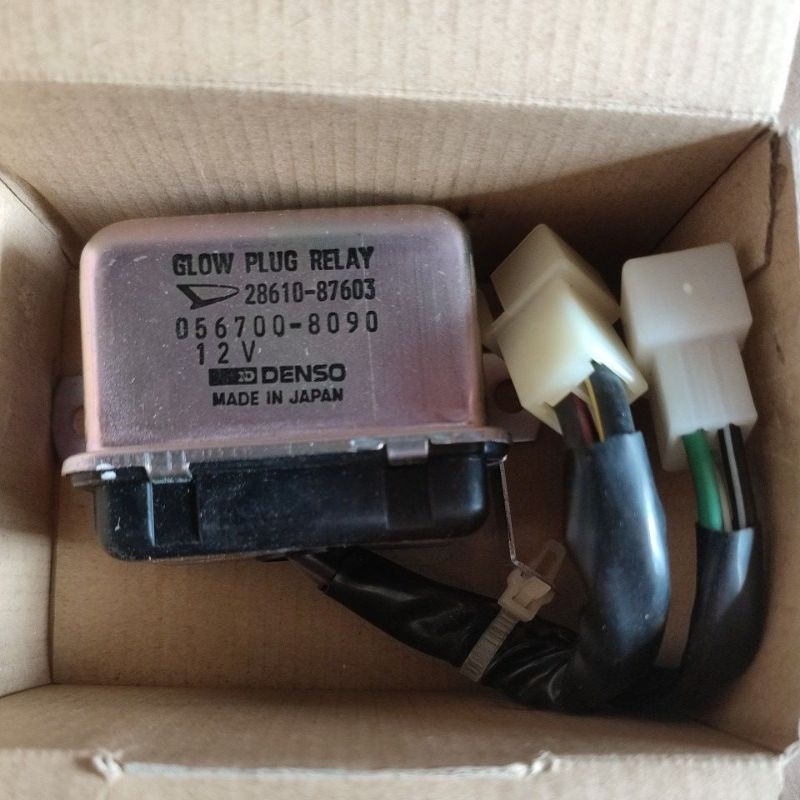 GLOW PLUG RELAY
28610-87603
056700-8090
12V
DENSO
MADE IN JAPAN